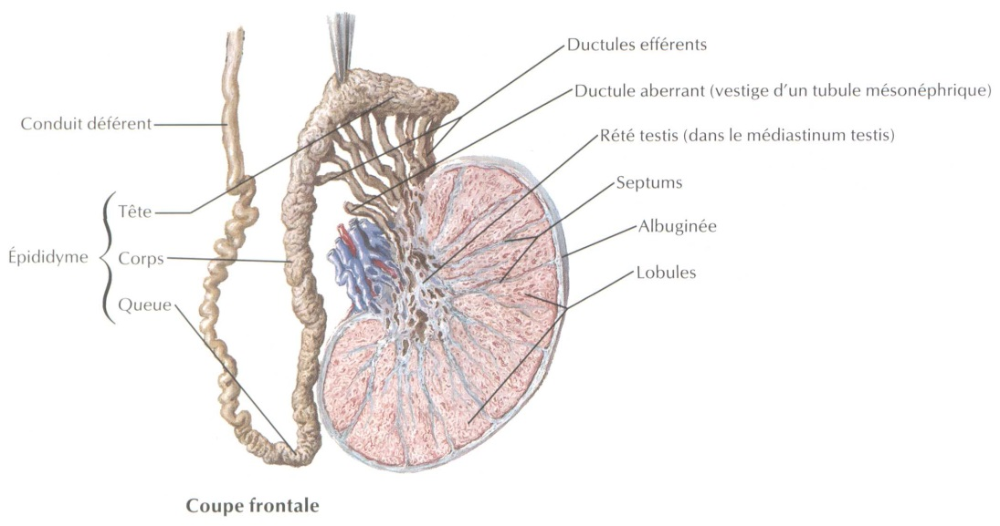 Ductules efférents
Ductule aberrant (vestige d'un tubule mésonéphrique)
Conduit déférent
Rété testis (dans le médiastinum testis)
Septums
Tête
Albuginée
Épididyme
Corps
Lobules
Queue
Coupe frontale